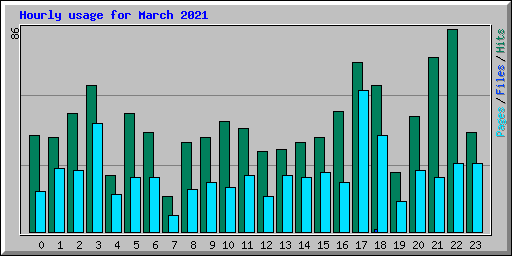 Hourly usage for March 2021
86
Pages/Files/Hits
0 1 2 3 4 5 6 7 8 9 10 11 12 13 14 15 16 17 18 19 20 21 22 23